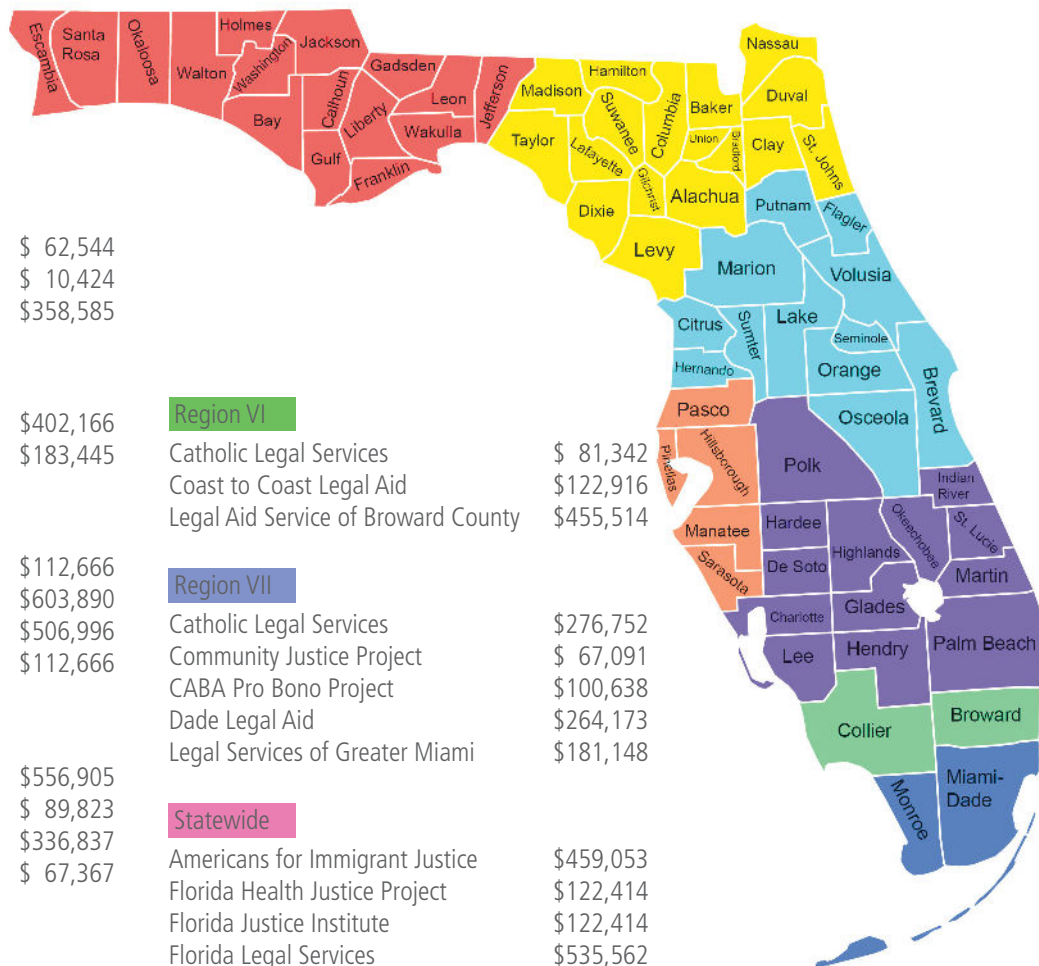 Escambia
Santa
Rosa
Okaloosa
Walton
Holmes
Washington
Jackson
Bay
Calhoun
Gulf
Liberty
Gadsden
Leon
Wakulla
Franklin
Jefferson
Madison
Taylor
Hamilton
Suwanee
Lafayette
Dixie
Columbia
Gilchrist
Levy
Baker
Union
Bradford
Alachua
Nassau
Duval
Clay
St. Johns
Putnam
Flagler
Marion
Volusia
Citrus
Sumter
Lake
Seminole
Hernando
Orange
Brevard
Osceola
Pasco
Pinellas
Hillsborough
Polk
Indian
River
Manatee
Hardee
Highlands
Okeechobee
St. Lucie
Sarasota
De Soto
Martin
Charlotte
Glades
Lee
Hendry
Palm Beach
Collier
Broward
Monroe
Miami-
Dade
$ 62,544
$ 10,424
$358,585
$402,166
$183,445
$112,666
$603,890
$506,996
$112,666
$556,905
$ 89,823
$336,837
$ 67,367
Region VI
Catholic Legal Services $ 81,342
Coast to Coast Legal Aid $122,916
Legal Aid Service of Broward County $455,514
Region VII
Catholic Legal Services $276,752
Community Justice Project $ 67,091
CABA Pro Bono Project $100,638
Dade Legal Aid $264,173
Legal Services of Greater Miami $181,148
Statewide
Americans for Immigrant Justice $459,053
Florida Health Justice Project $122,414
Florida Justice Institute $122,414
Florida Legal Services $535,562